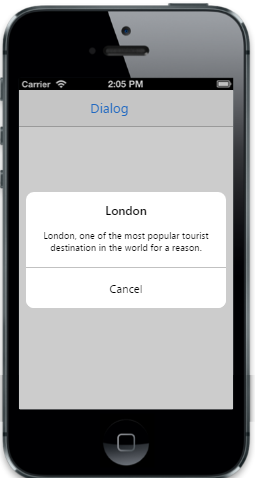 Carrier 2:05 PM
Dialog
London
London, one of the most popular tourist
destination in the world for a reason.
Cancel